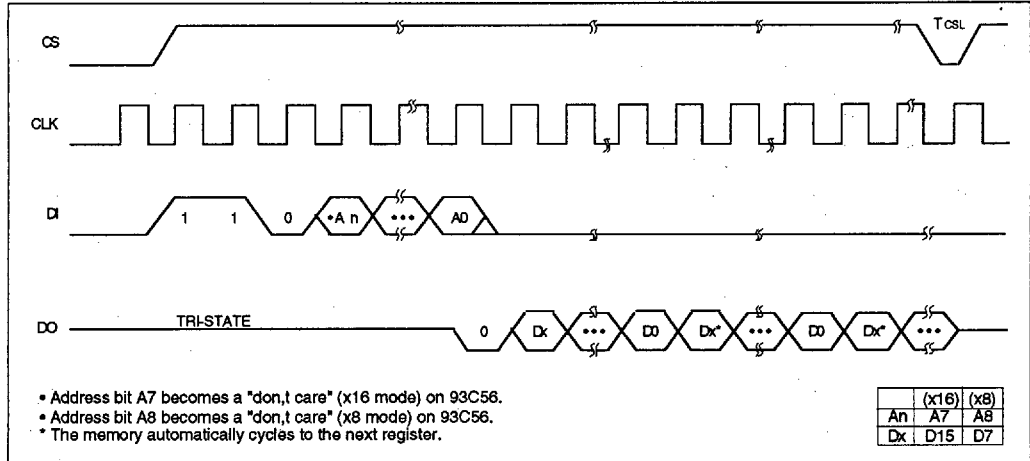 CS
TCSL
CLK
DI
1 1 0 •A n ••• A0
DO
TRI-STATE
0 Dx ••• D0 Dx* ••• D0 Dx* •••
• Address bit A7 becomes a "don,t care" (x16 mode) on 93C56.
• Address bit A8 becomes a "don,t care" (x8 mode) on 93C56.
* The memory automatically cycles to the next register.
(x16) (x8)
An A7 A8
Dx D15 D7